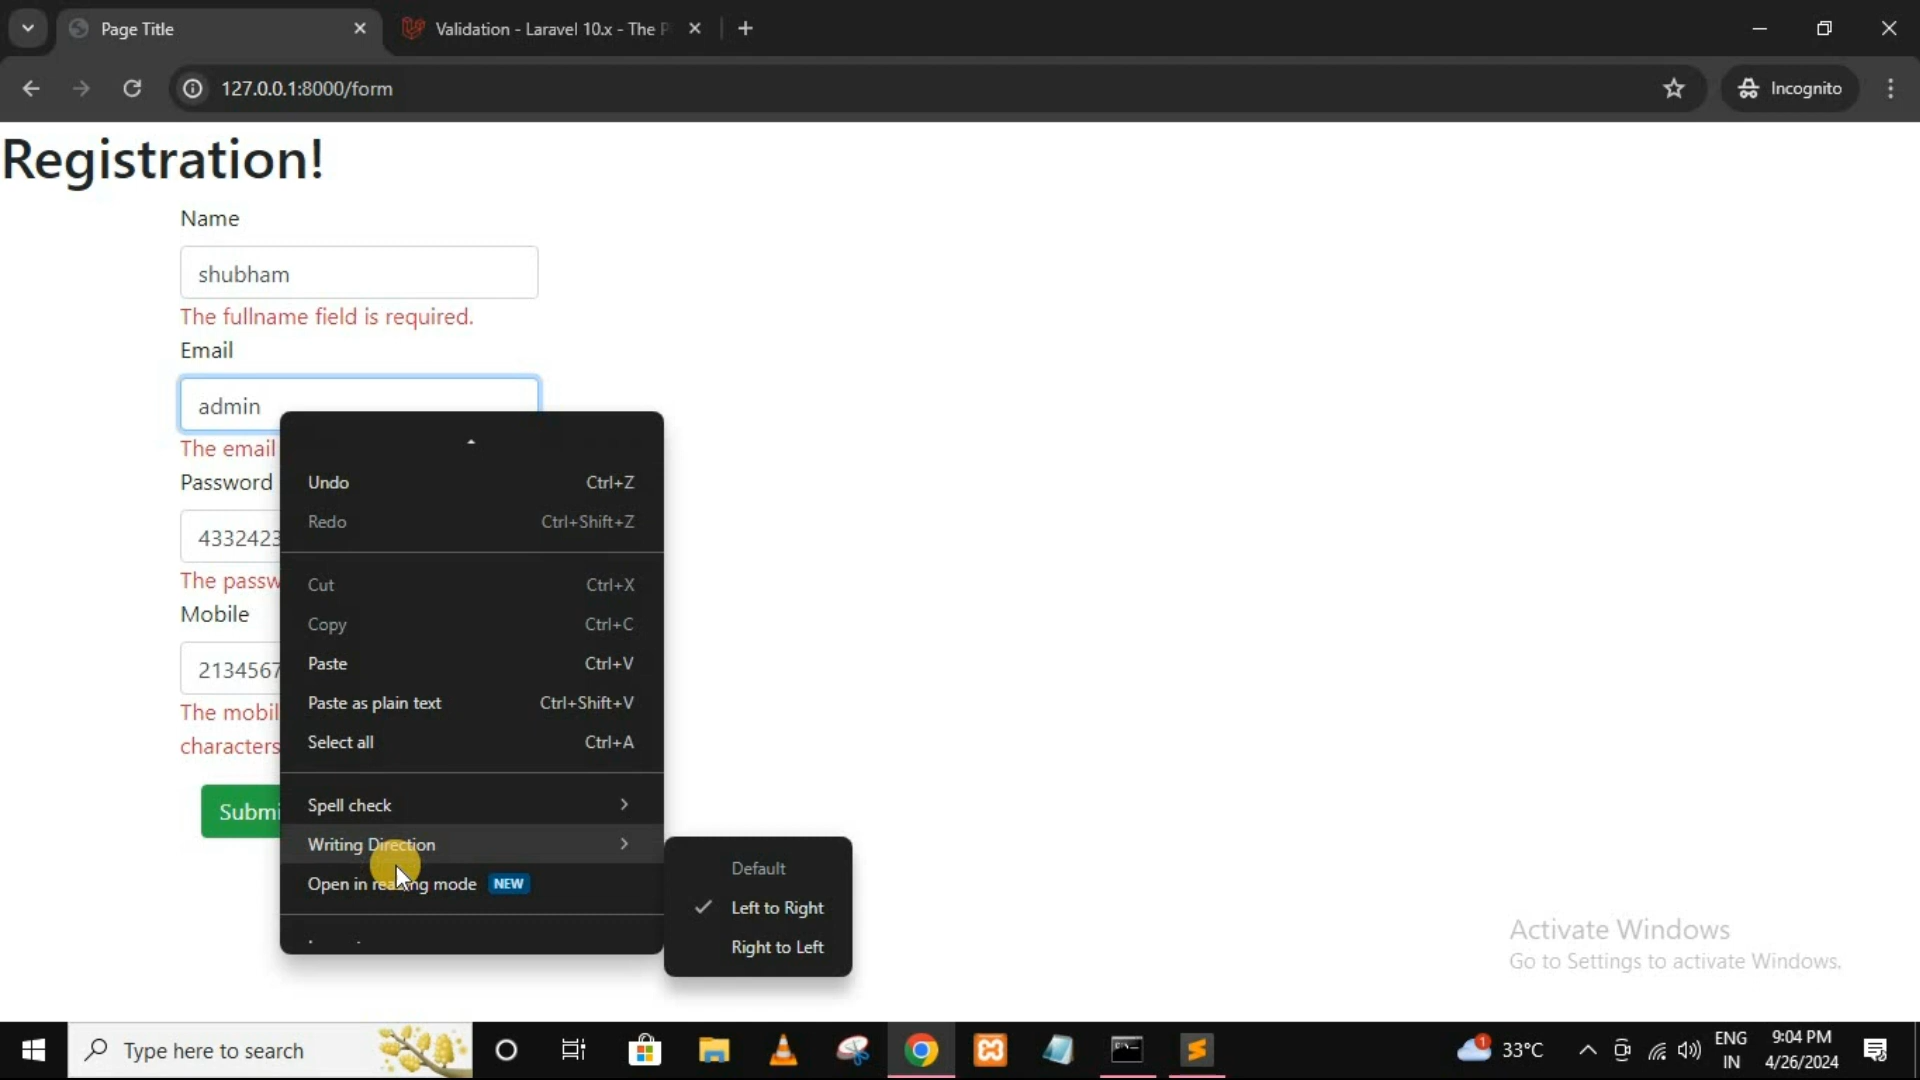 Page Title
Validation - Laravel 10.x - The P
127.0.0.1:8000/form
Incognito
Registration!
Name
shubham
The fullname field is required.
Email
admin
The email
Password
4332423
The passw
Mobile
2134567
The mobil
characters
Submi
Undo Ctrl+Z
Redo Ctrl+Shift+Z
Cut Ctrl+X
Copy Ctrl+C
Paste Ctrl+V
Paste as plain text Ctrl+Shift+V
Select all Ctrl+A
Spell check
Writing Direction
Open in reading mode NEW
Default
Left to Right
Right to Left
Activate Windows
Go to Settings to activate Windows.
Type here to search
1
33°C
ENG
IN
9:04 PM
4/26/2024